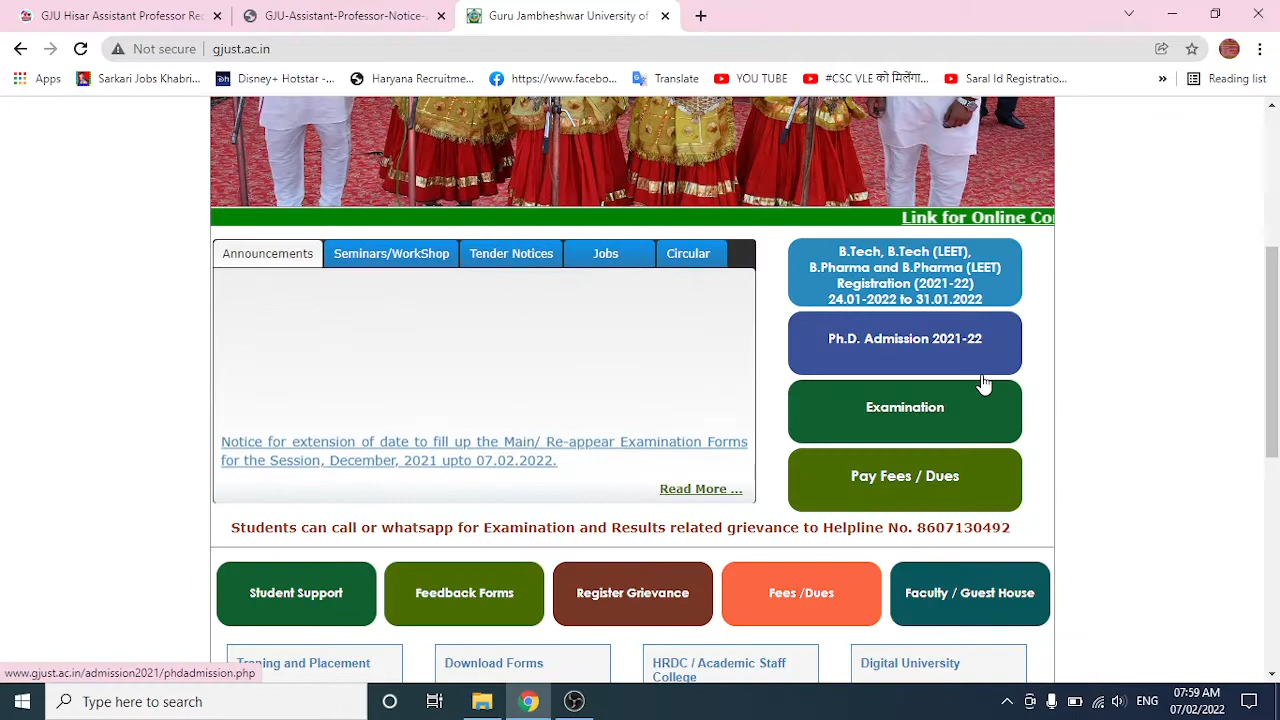 GJU Hisar Assistant Professor Re
GJU-Assistant-Professor-Notice-
Guru Jambheshwar University of
Not secure
gjust.ac.in
Apps
Sarkari Jobs Khabri...
Disney+ Hotstar -...
Haryana Recruitme...
https://www.facebo...
Translate
YOU TUBE
#CSC VLE को मिलेंगा...
Saral Id Registratio...
»
Reading list
Link for Online Co
Announcements
Seminars/WorkShop
Tender Notices
Jobs
Circular
Notice for extension of date to fill up the Main/ Re-appear Examination Forms
for the Session, December, 2021 upto 07.02.2022.
Read More ...
B.Tech, B.Tech (LEET),
B.Pharma and B.Pharma (LEET)
Registration (2021-22)
24.01-2022 to 31.01.2022
Ph.D. Admission 2021-22
Examination
Pay Fees / Dues
Students can call or whatsapp for Examination and Results related grievance to Helpline No. 8607130492
Student Support
Feedback Forms
Register Grievance
Fees /Dues
Faculty / Guest House
Traning and Placement
Download Forms
HRDC / Academic Staff
College
Digital University
www.gjust.ac.in/admission2021/phdadmission.php
Type here to search
ENG
07:59 AM
07/02/2022